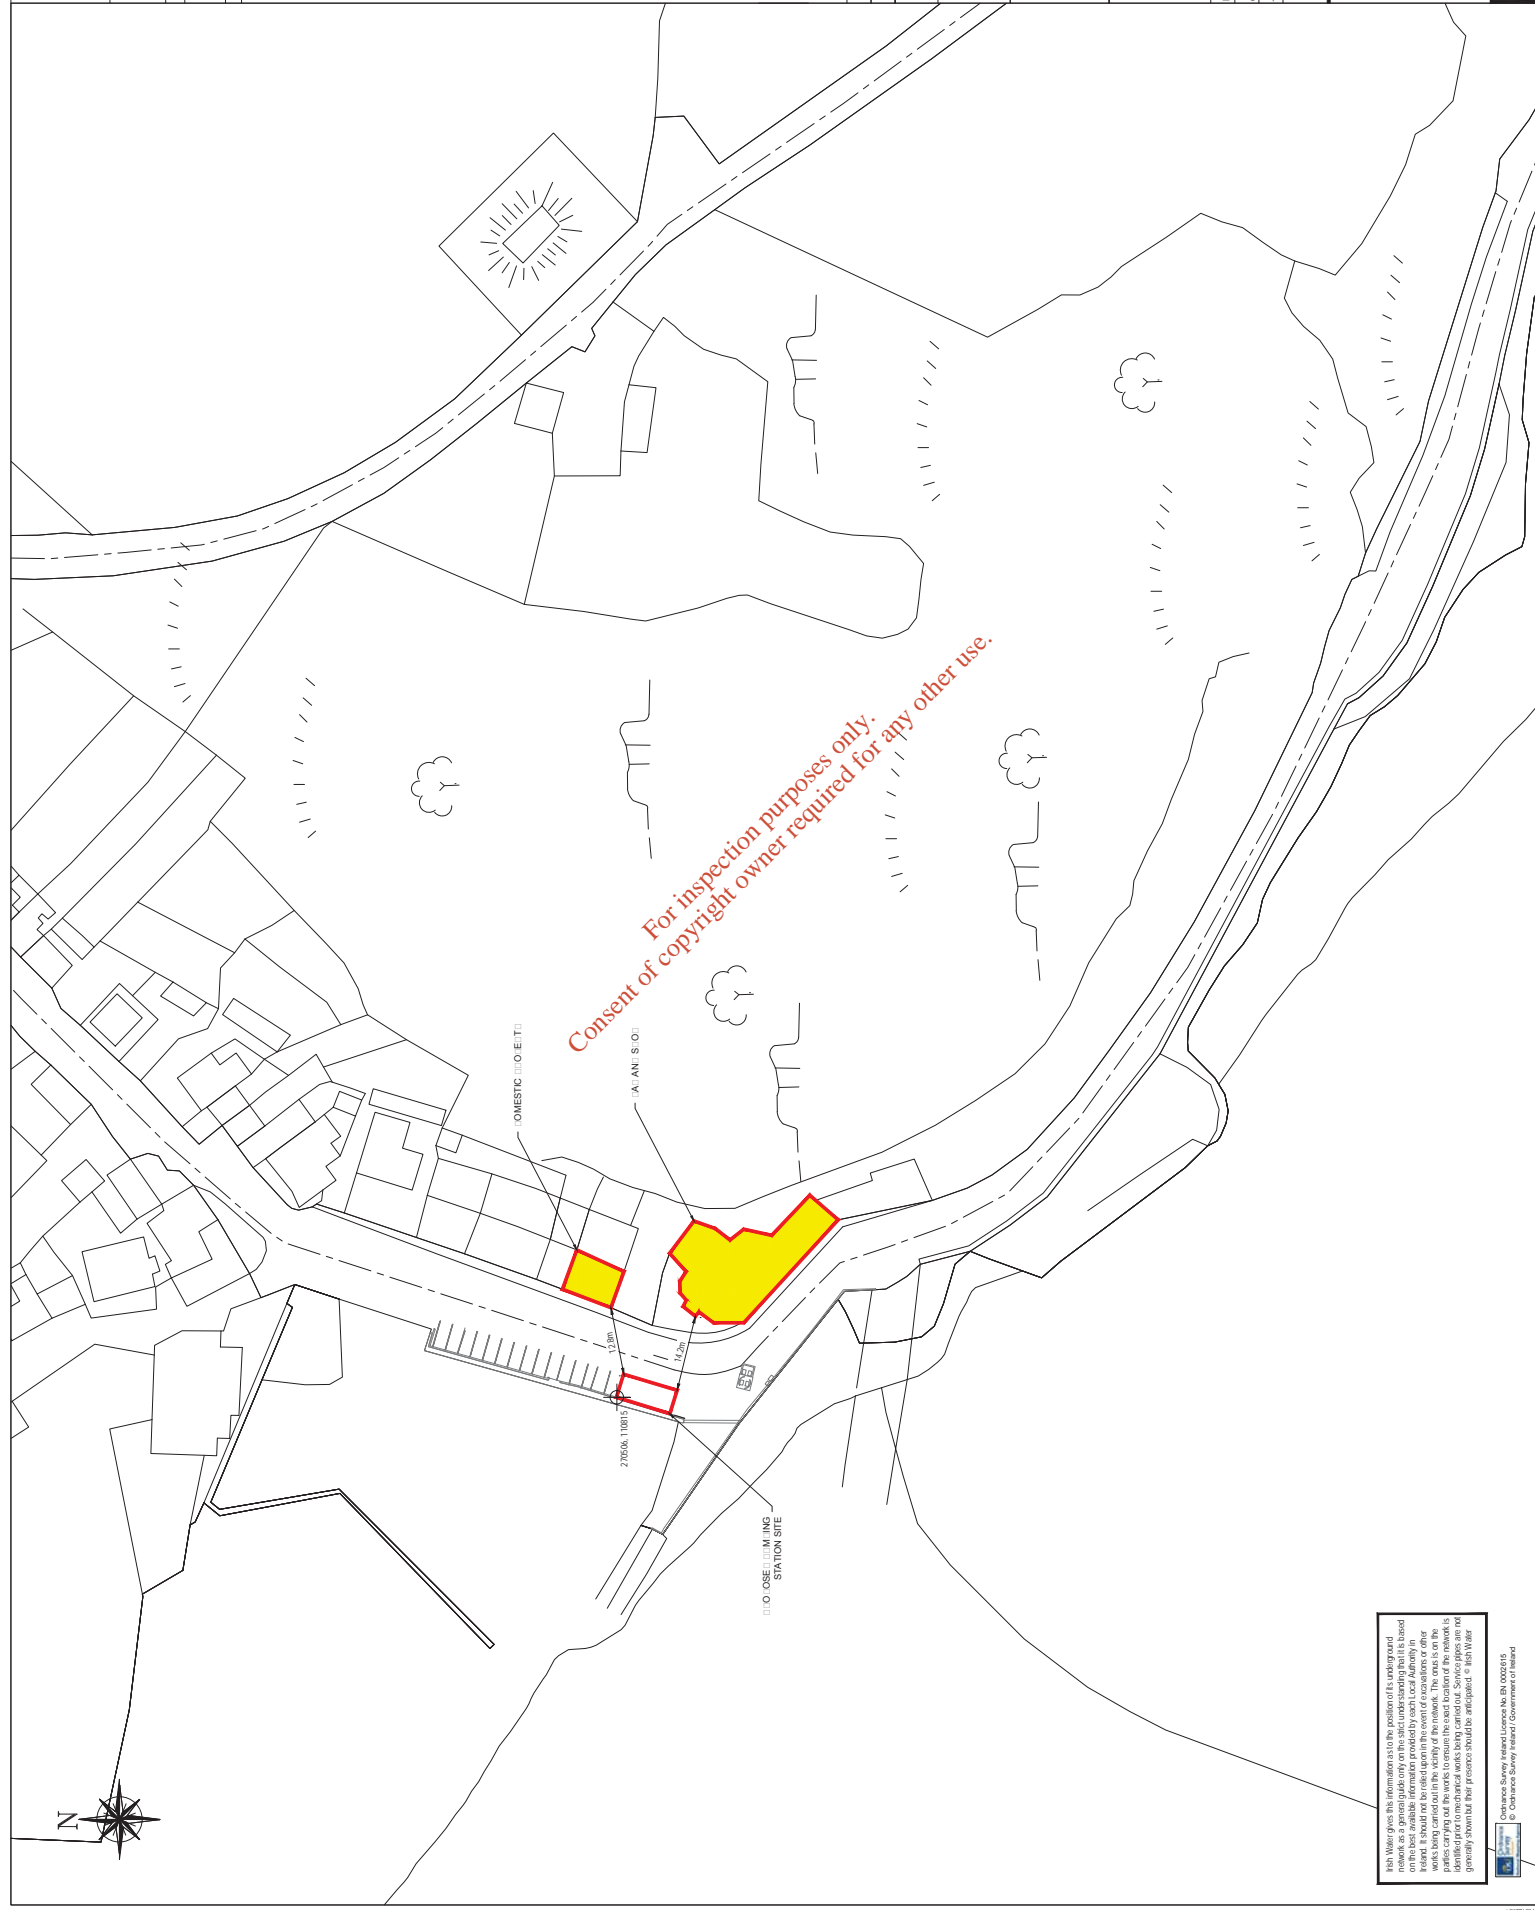 For inspection purposes only.
Consent of copyright owner required for any other use.
12.8m
14.2m
270506, 110815
STATION SITE
N
Irish Water gives this information as to the position of its underground
network as a general guide only on the strict understanding that it is based
on the best available information provided by each Local Authority in
Ireland. It should not be relied upon in the event of excavations or other
works being carried out in the vicinity of the network. The onus is on the
parties carrying out the works to ensure the exact location of the network is
identified prior to mechanical works being carried out. Service pipes are not
generally shown but their presence should be anticipated. © Irish Water
Ordnance Survey Ireland Licence No. EN 0002615
© Ordnance Survey Ireland / Government of Ireland